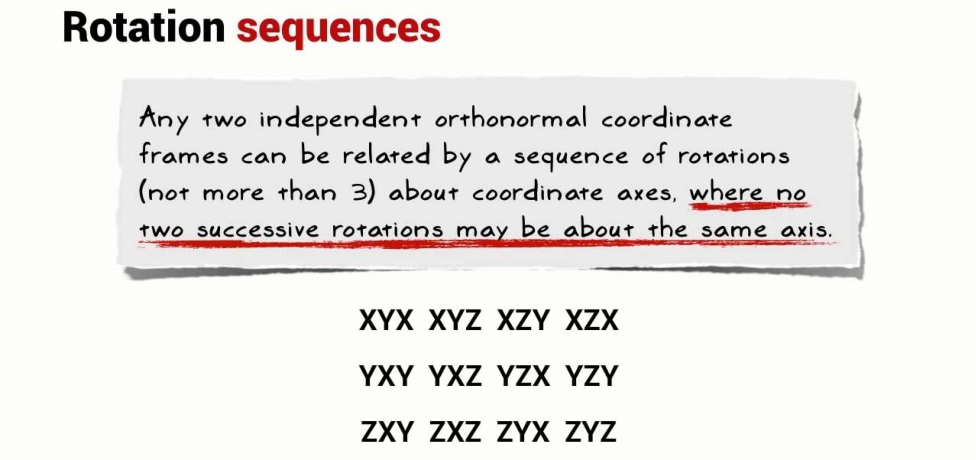 Rotation sequences
Any two independent orthonormal coordinate
frames can be related by a sequence of rotations
(not more than 3) about coordinate axes, where no
two successive rotations may be about the same axis.
XYX XYZ XZY XZX
YXY YXZ YZX YZY
ZXY ZXZ ZYX ZYZ